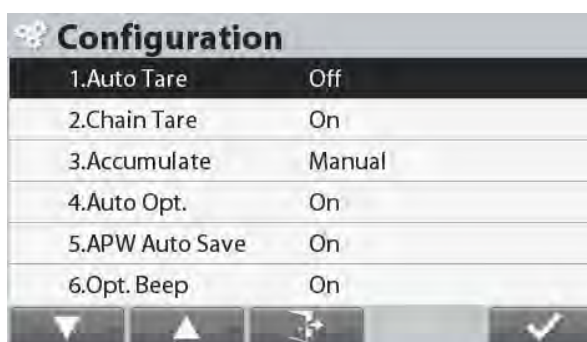 Configuration
1.Auto Tare Off
2.Chain Tare On
3.Accumulate Manual
4.Auto Opt. On
5.APW Auto Save On
6.Opt. Beep On